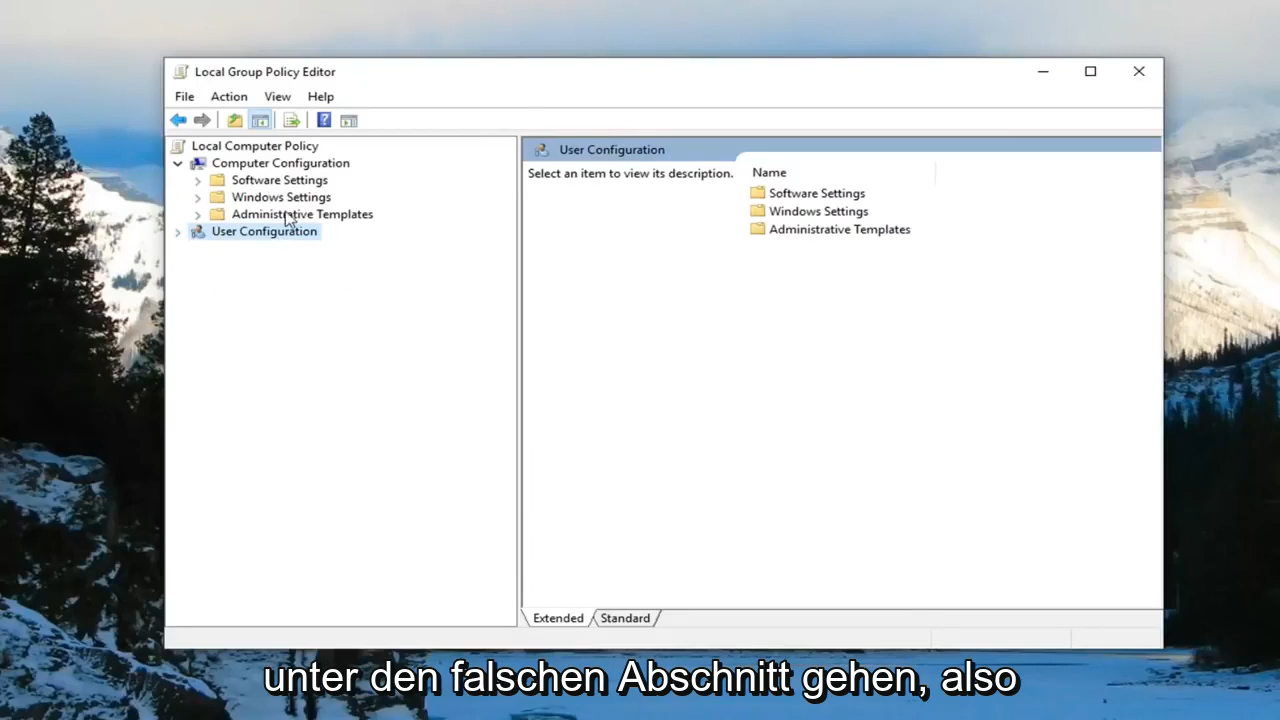 Local Group Policy Editor
File Action View Help
Local Computer Policy
Computer Configuration
Software Settings
Windows Settings
Administrative Templates
User Configuration
User Configuration
Select an item to view its description.
Name
Software Settings
Windows Settings
Administrative Templates
Extended Standard
unter den falschen Abschnitt gehen, also